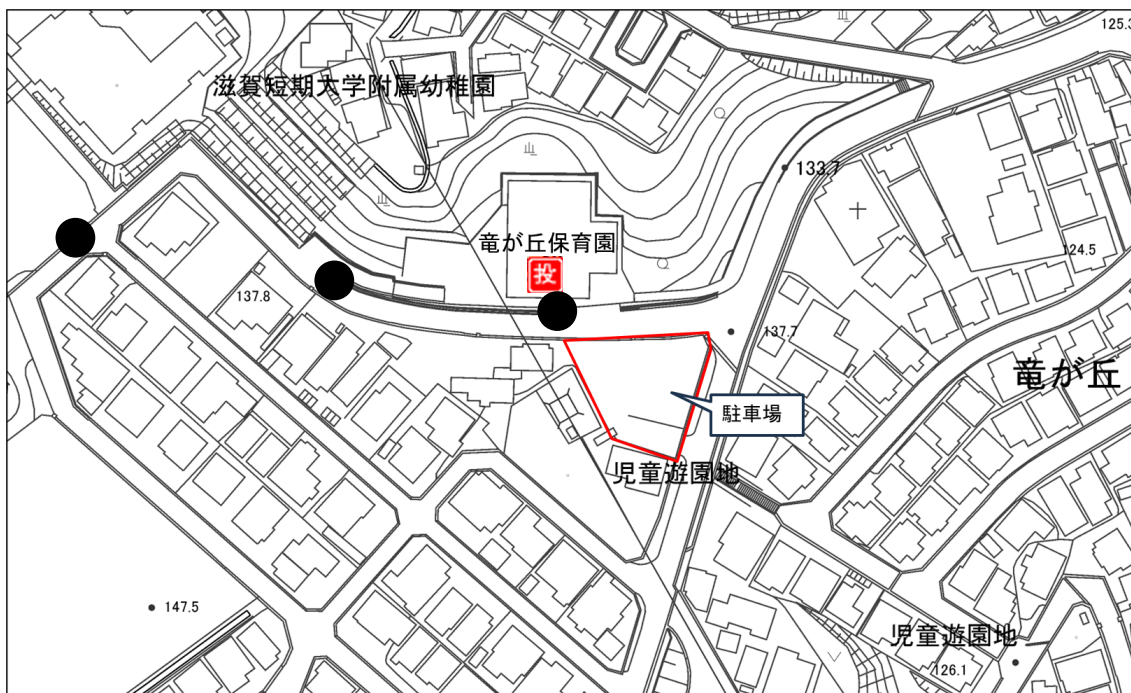 125.3
滋賀短期大学附属幼稚園
133.7
竜が丘保育園
投
124.5
137.8
137.7
竜が丘
駐車場
児童遊園地
147.5
児童遊園地
126.1